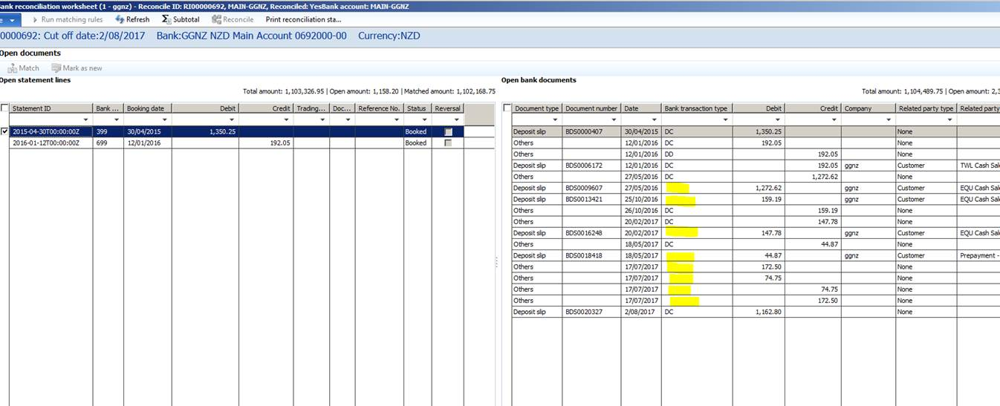 ank reconciliation worksheet (1 - ggnz) - Reconcile ID: RI00000692, MAIN-GGNZ, Reconciled: YesBank account: MAIN-GGNZ
e Run matching rules Refresh Subtotal Reconcile Print reconciliation sta...
0000692: Cut off date:2/08/2017 Bank:GGNZ NZD Main Account 0692000-00 Currency:NZD
Open documents
Match Mark as new
Open statement lines
Total amount: 1,103,326.95 | Open amount: 1,158.20 | Matched amount: 1,102,168.75
Statement ID Bank ... Booking date Debit Credit Trading... Doc... Reference No. Status Reversal
2015-04-30T00:00:00Z 399 30/04/2015 1,350.25 Booked
2016-01-12T00:00:00Z 699 12/01/2016 192.05 Booked
Open bank documents
Total amount: 1,104,489.75 | Open amount: 2,3
Document type Document number Date Bank transaction type Debit Credit Company Related party type Related party
Deposit slip BDS0000407 30/04/2015 DC 1,350.25 None
Others 12/01/2016 DC 192.05 None
Others 12/01/2016 DD 192.05 None
Deposit slip BDS0006172 12/01/2016 DC 192.05 ggnz Customer TWL Cash Sal
Others 27/05/2016 DC 1,272.62 None
Deposit slip BDS0009607 27/05/2016 1,272.62 ggnz Customer EQU Cash Sal
Deposit slip BDS0013421 25/10/2016 159.19 ggnz Customer EQU Cash Sal
Others 26/10/2016 DC 159.19 None
Others 20/02/2017 DC 147.78 None
Deposit slip BDS0016248 20/02/2017 147.78 ggnz Customer EQU Cash Sal
Others 18/05/2017 DC 44.87 None
Deposit slip BDS0018418 18/05/2017 44.87 ggnz Customer Prepayment -
Others 17/07/2017 172.50 None
Others 17/07/2017 74.75 None
Others 17/07/2017 74.75 None
Others 17/07/2017 172.50 None
Deposit slip BDS0020327 2/08/2017 DC 1,162.80 None